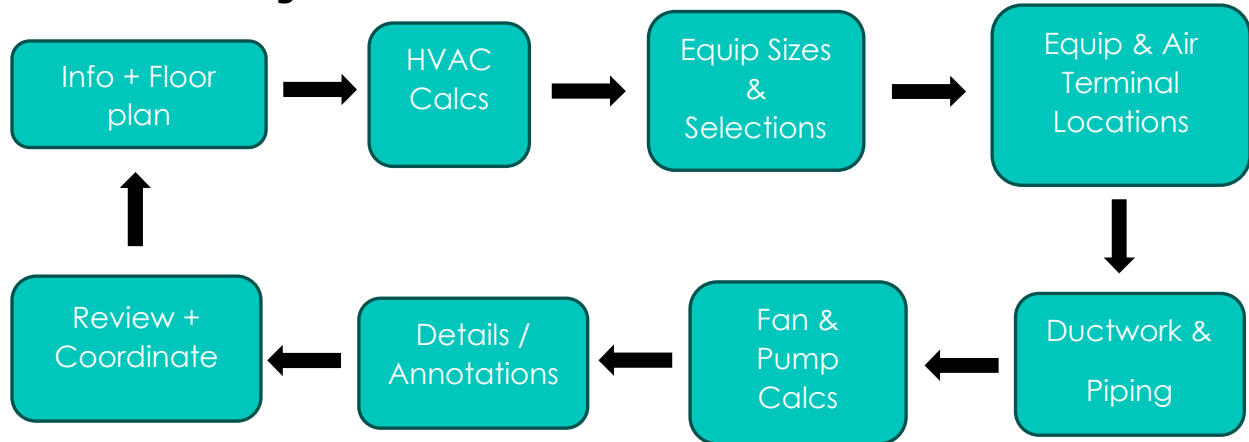 Info + Floor
plan
HVAC
Calcs
Equip Sizes
&
Selections
Equip & Air
Terminal
Locations
Review +
Coordinate
Details /
Annotations
Fan &
Pump
Calcs
Ductwork &
Piping